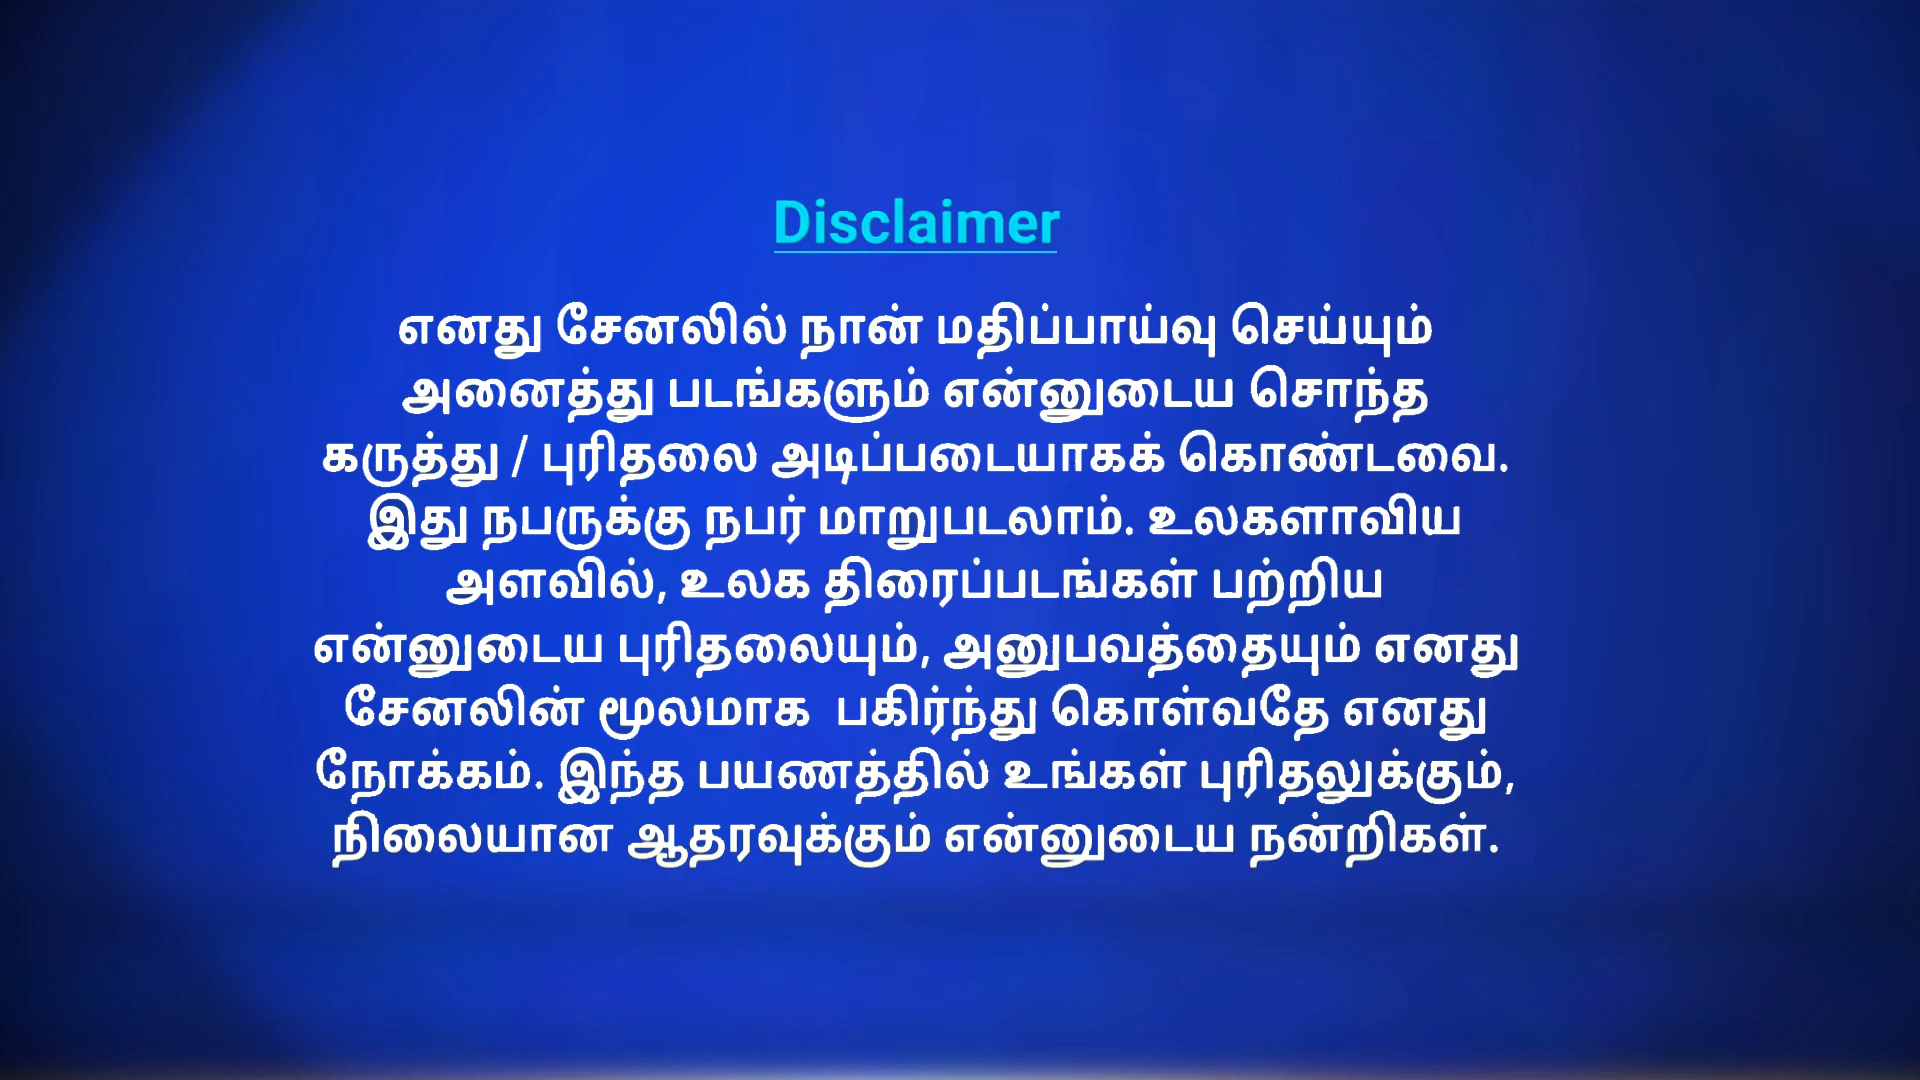 Disclaimer
எனது சேனலில் நான் மதிப்பாய்வு செய்யும்
அனைத்து படங்களும் என்னுடைய சொந்த
கருத்து / புரிதலை அடிப்படையாகக் கொண்டவை.
இது நபருக்கு நபர் மாறுபடலாம். உலகளாவிய
அளவில், உலக திரைப்படங்கள் பற்றிய
என்னுடைய புரிதலையும், அனுபவத்தையும் எனது
சேனலின் மூலமாக  பகிர்ந்து கொள்வதே எனது
நோக்கம். இந்த பயணத்தில் உங்கள் புரிதலுக்கும்,
நிலையான ஆதரவுக்கும் என்னுடைய நன்றிகள்.